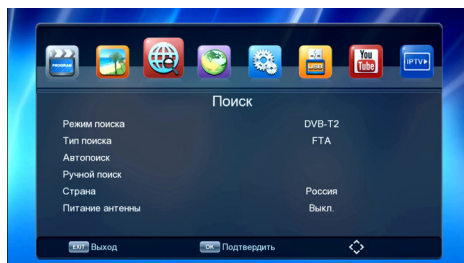 PROGRAM USB You Tube IPTV
Поиск
Режим поиска DVB-T2
Тип поиска FTA
Автопоиск
Ручной поиск
Страна Россия
Питание антенны Выкл.
EXIT Выход OK Подтвердить